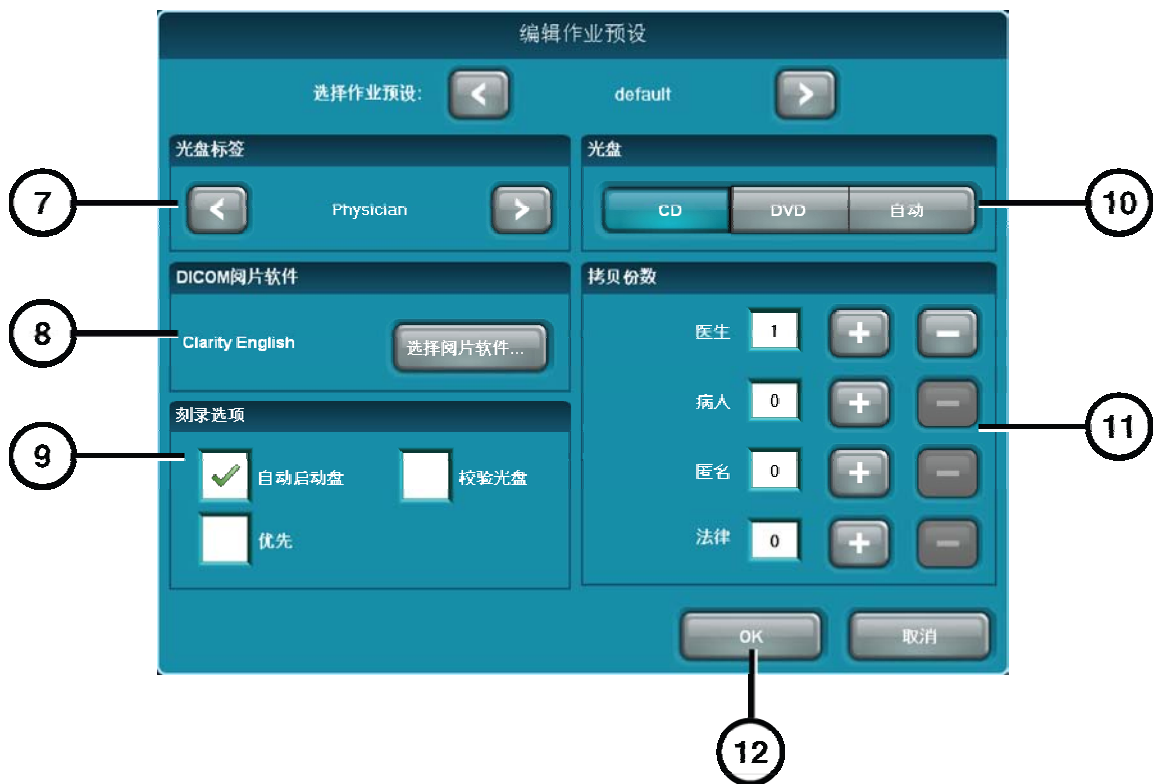 编辑作业预设
选择作业预设:
<
default
>
光盘标签
7
<
Physician
>
光盘
CD
DVD
自动
10
DICOM阅片软件
8
Clarity English
选择阅片软件...
刻录选项
9
自动启动盘
校验光盘
优先
拷贝份数
医生 1 + −
病人 0 + −
11
匿名 0 + −
法律 0 + −
OK
取消
12